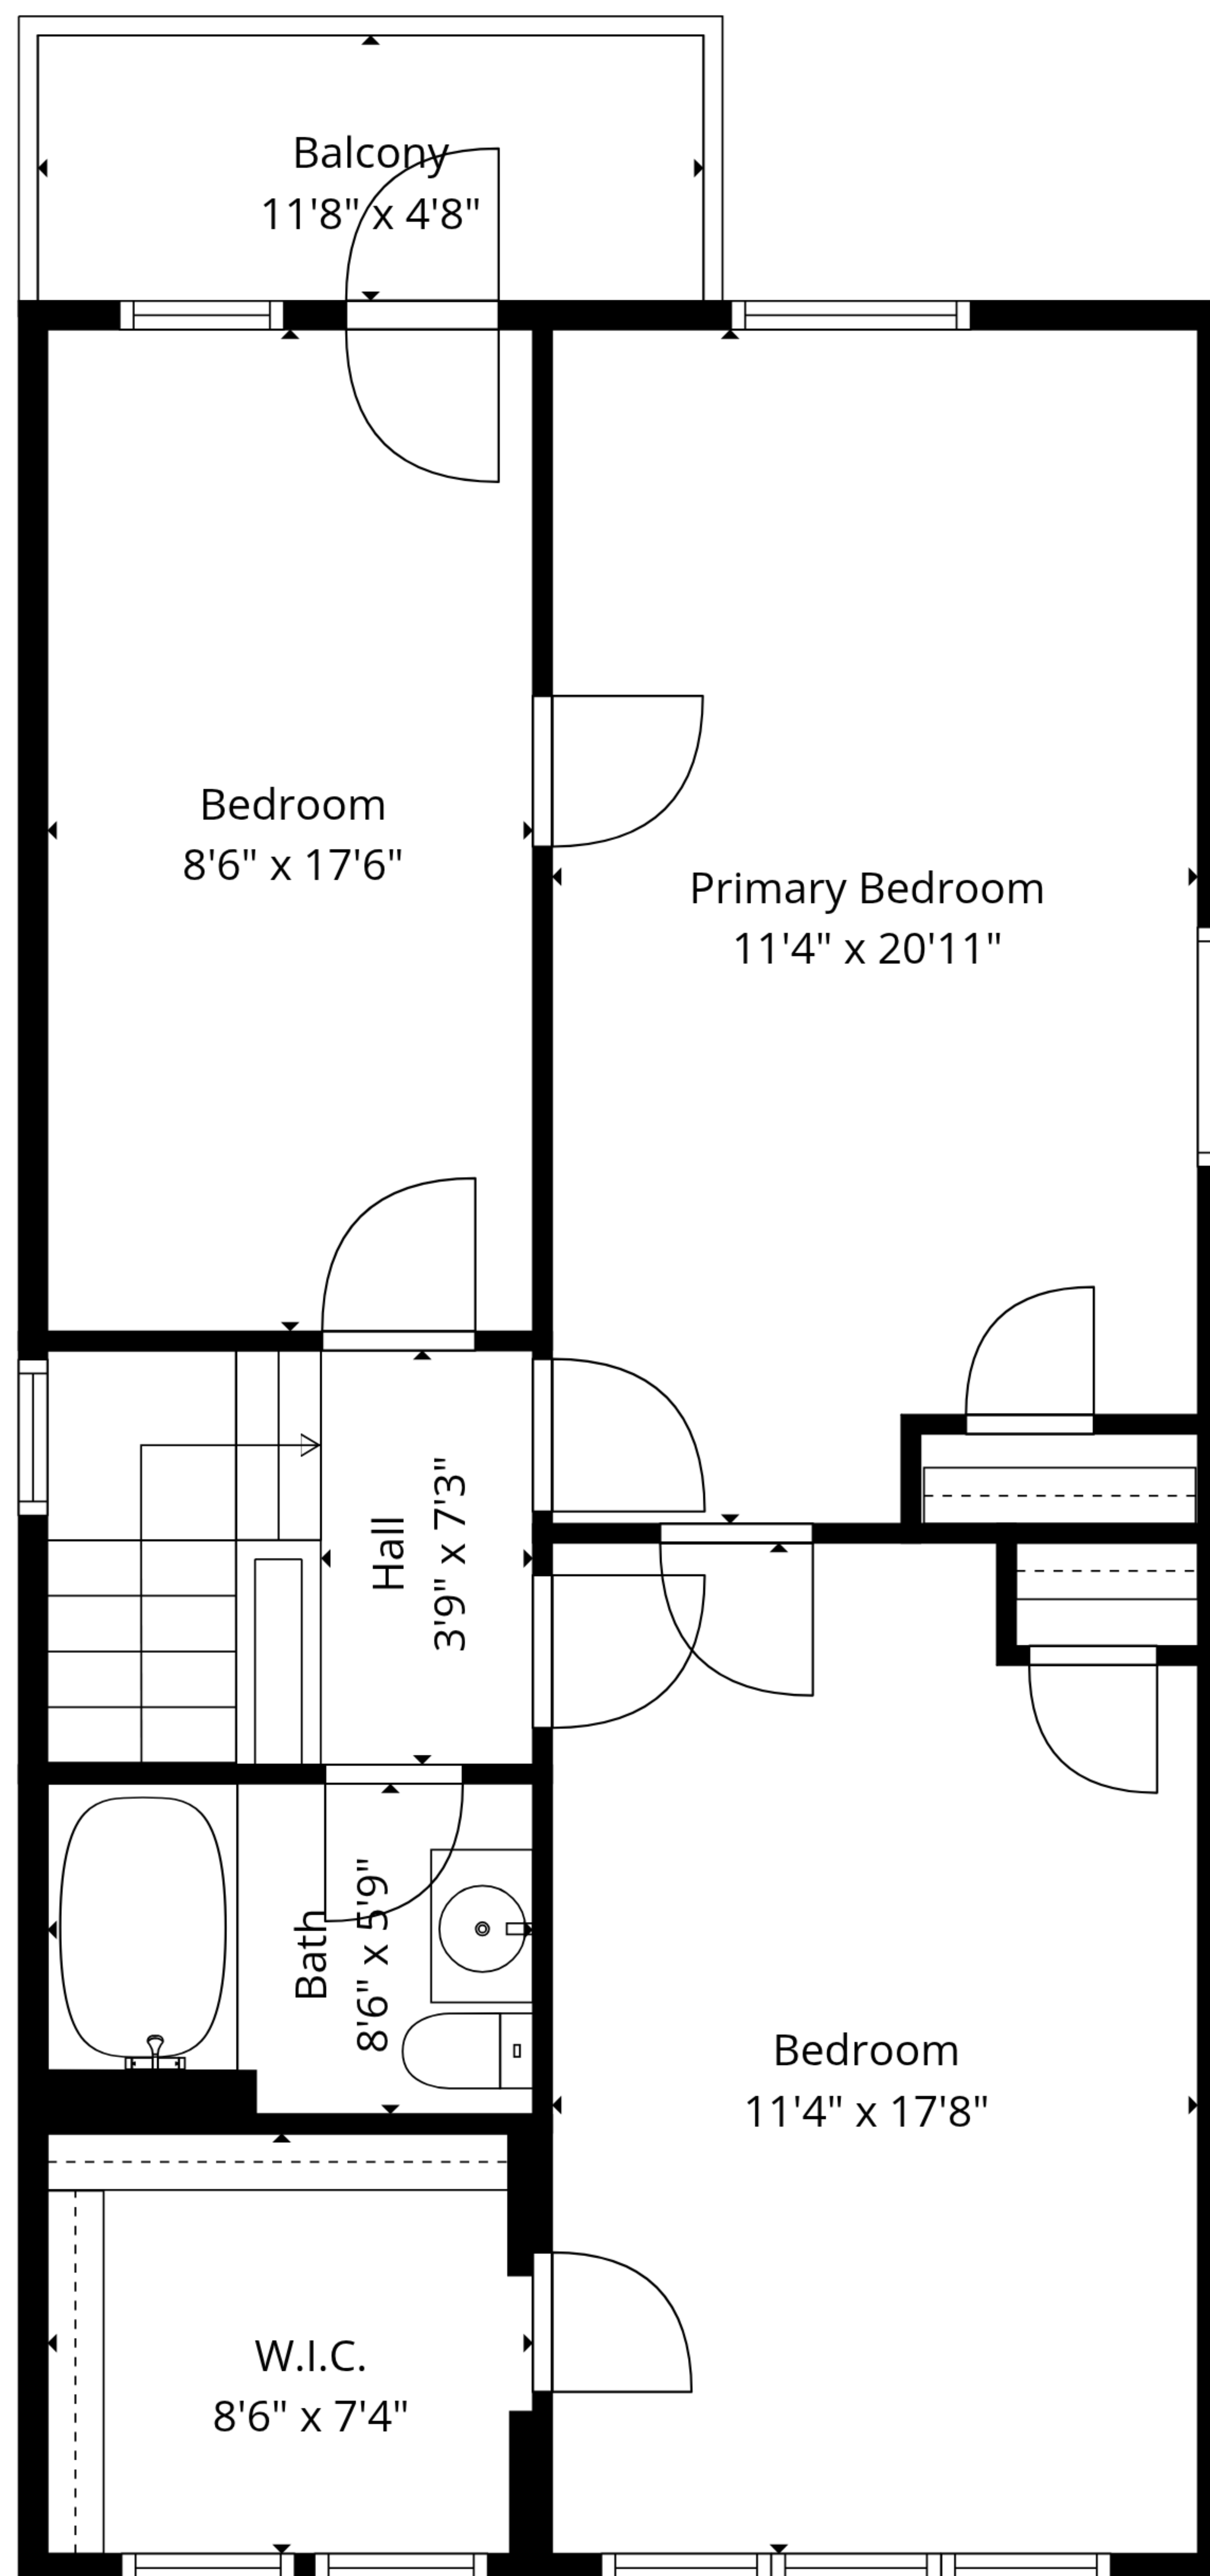 Balcony
11'8" x 4'8"
Bedroom
8'6" x 17'6"
Primary Bedroom
11'4" x 20'11"
Hall
3'9" x 7'3"
Bath
8'6" x 5'9"
Bedroom
11'4" x 17'8"
W.I.C.
8'6" x 7'4"